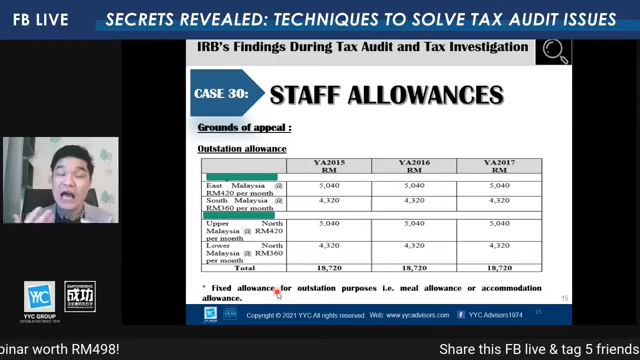 FB LIVE
SECRETS REVEALED: TECHNIQUES TO SOLVE TAX AUDIT ISSUES
IRB's Findings During Tax Audit and Tax Investigation
CASE 30:
STAFF ALLOWANCES
Grounds of appeal :
Outstation allowance
YA2015 YA2016 YA2017
RM RM RM
East Malaysia @ 5,040 5,040 5,040
RM420 per month
South Malaysia @ 4,320 4,320 4,320
RM360 per month
Upper North 5,040 5,040 5,040
Malaysia @ RM420
per month
Lower North 4,320 4,320 4,320
Malaysia @ RM360
per month
Total 18,720 18,720 18,720
* Fixed allowance for outstation purposes i.e. meal allowance or accommodation
allowance.
15
YYC
YYC GROUP
成功
Copyright © 2021 YYC All rights reserved. Web: www.yycadvisors.com YYC Advisors1974
15
binar worth RM498!
Share this FB live & tag 5 friends